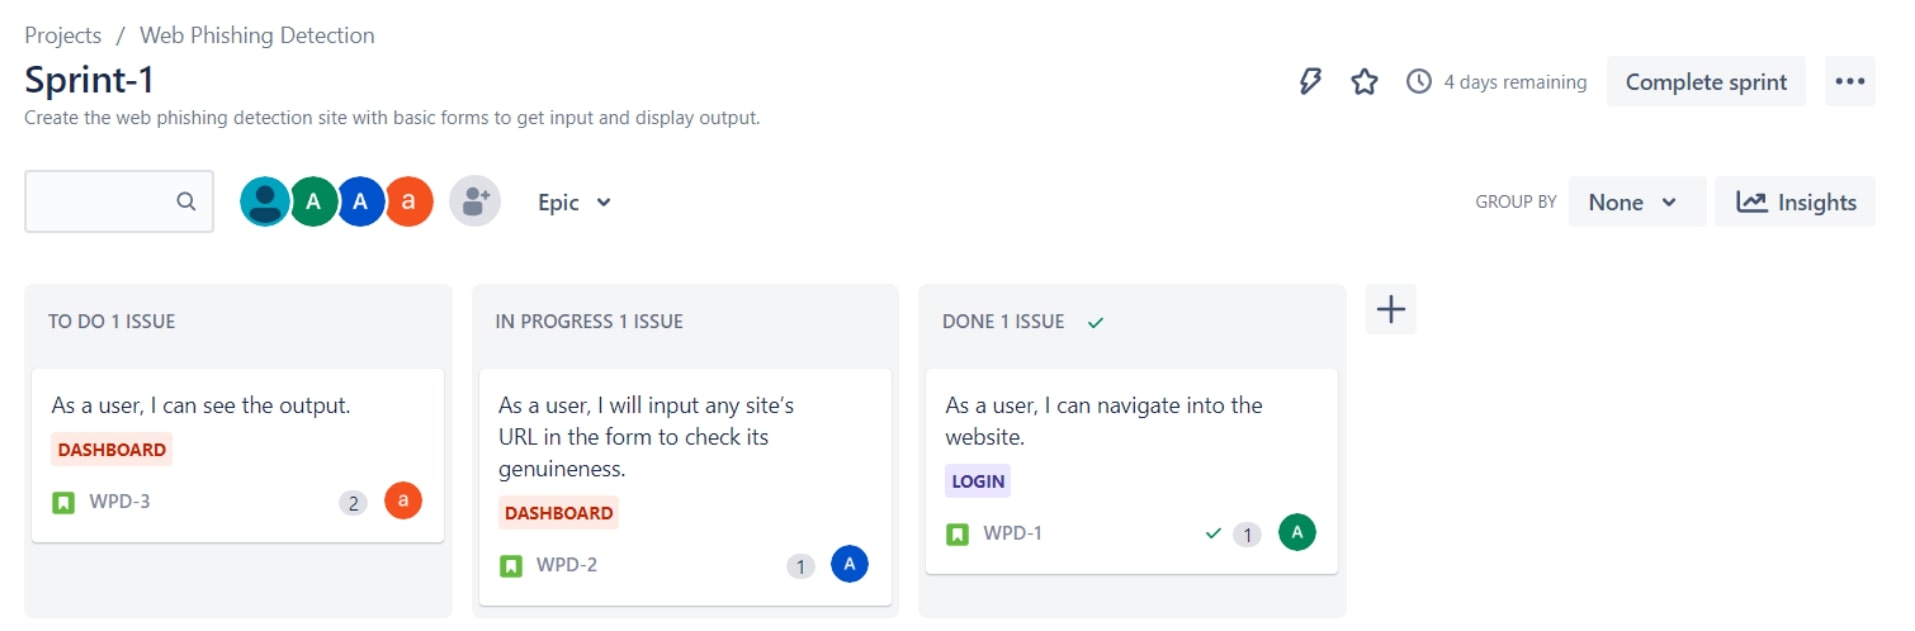 Projects / Web Phishing Detection
Sprint-1
4 days remaining
Complete sprint
Create the web phishing detection site with basic forms to get input and display output.
A
A
a
Epic
GROUP BY
None
Insights
TO DO 1 ISSUE
As a user, I can see the output.
DASHBOARD
WPD-3
2
a
IN PROGRESS 1 ISSUE
As a user, I will input any site's
URL in the form to check its
genuineness.
DASHBOARD
WPD-2
1
A
DONE 1 ISSUE
As a user, I can navigate into the
website.
LOGIN
WPD-1
1
A